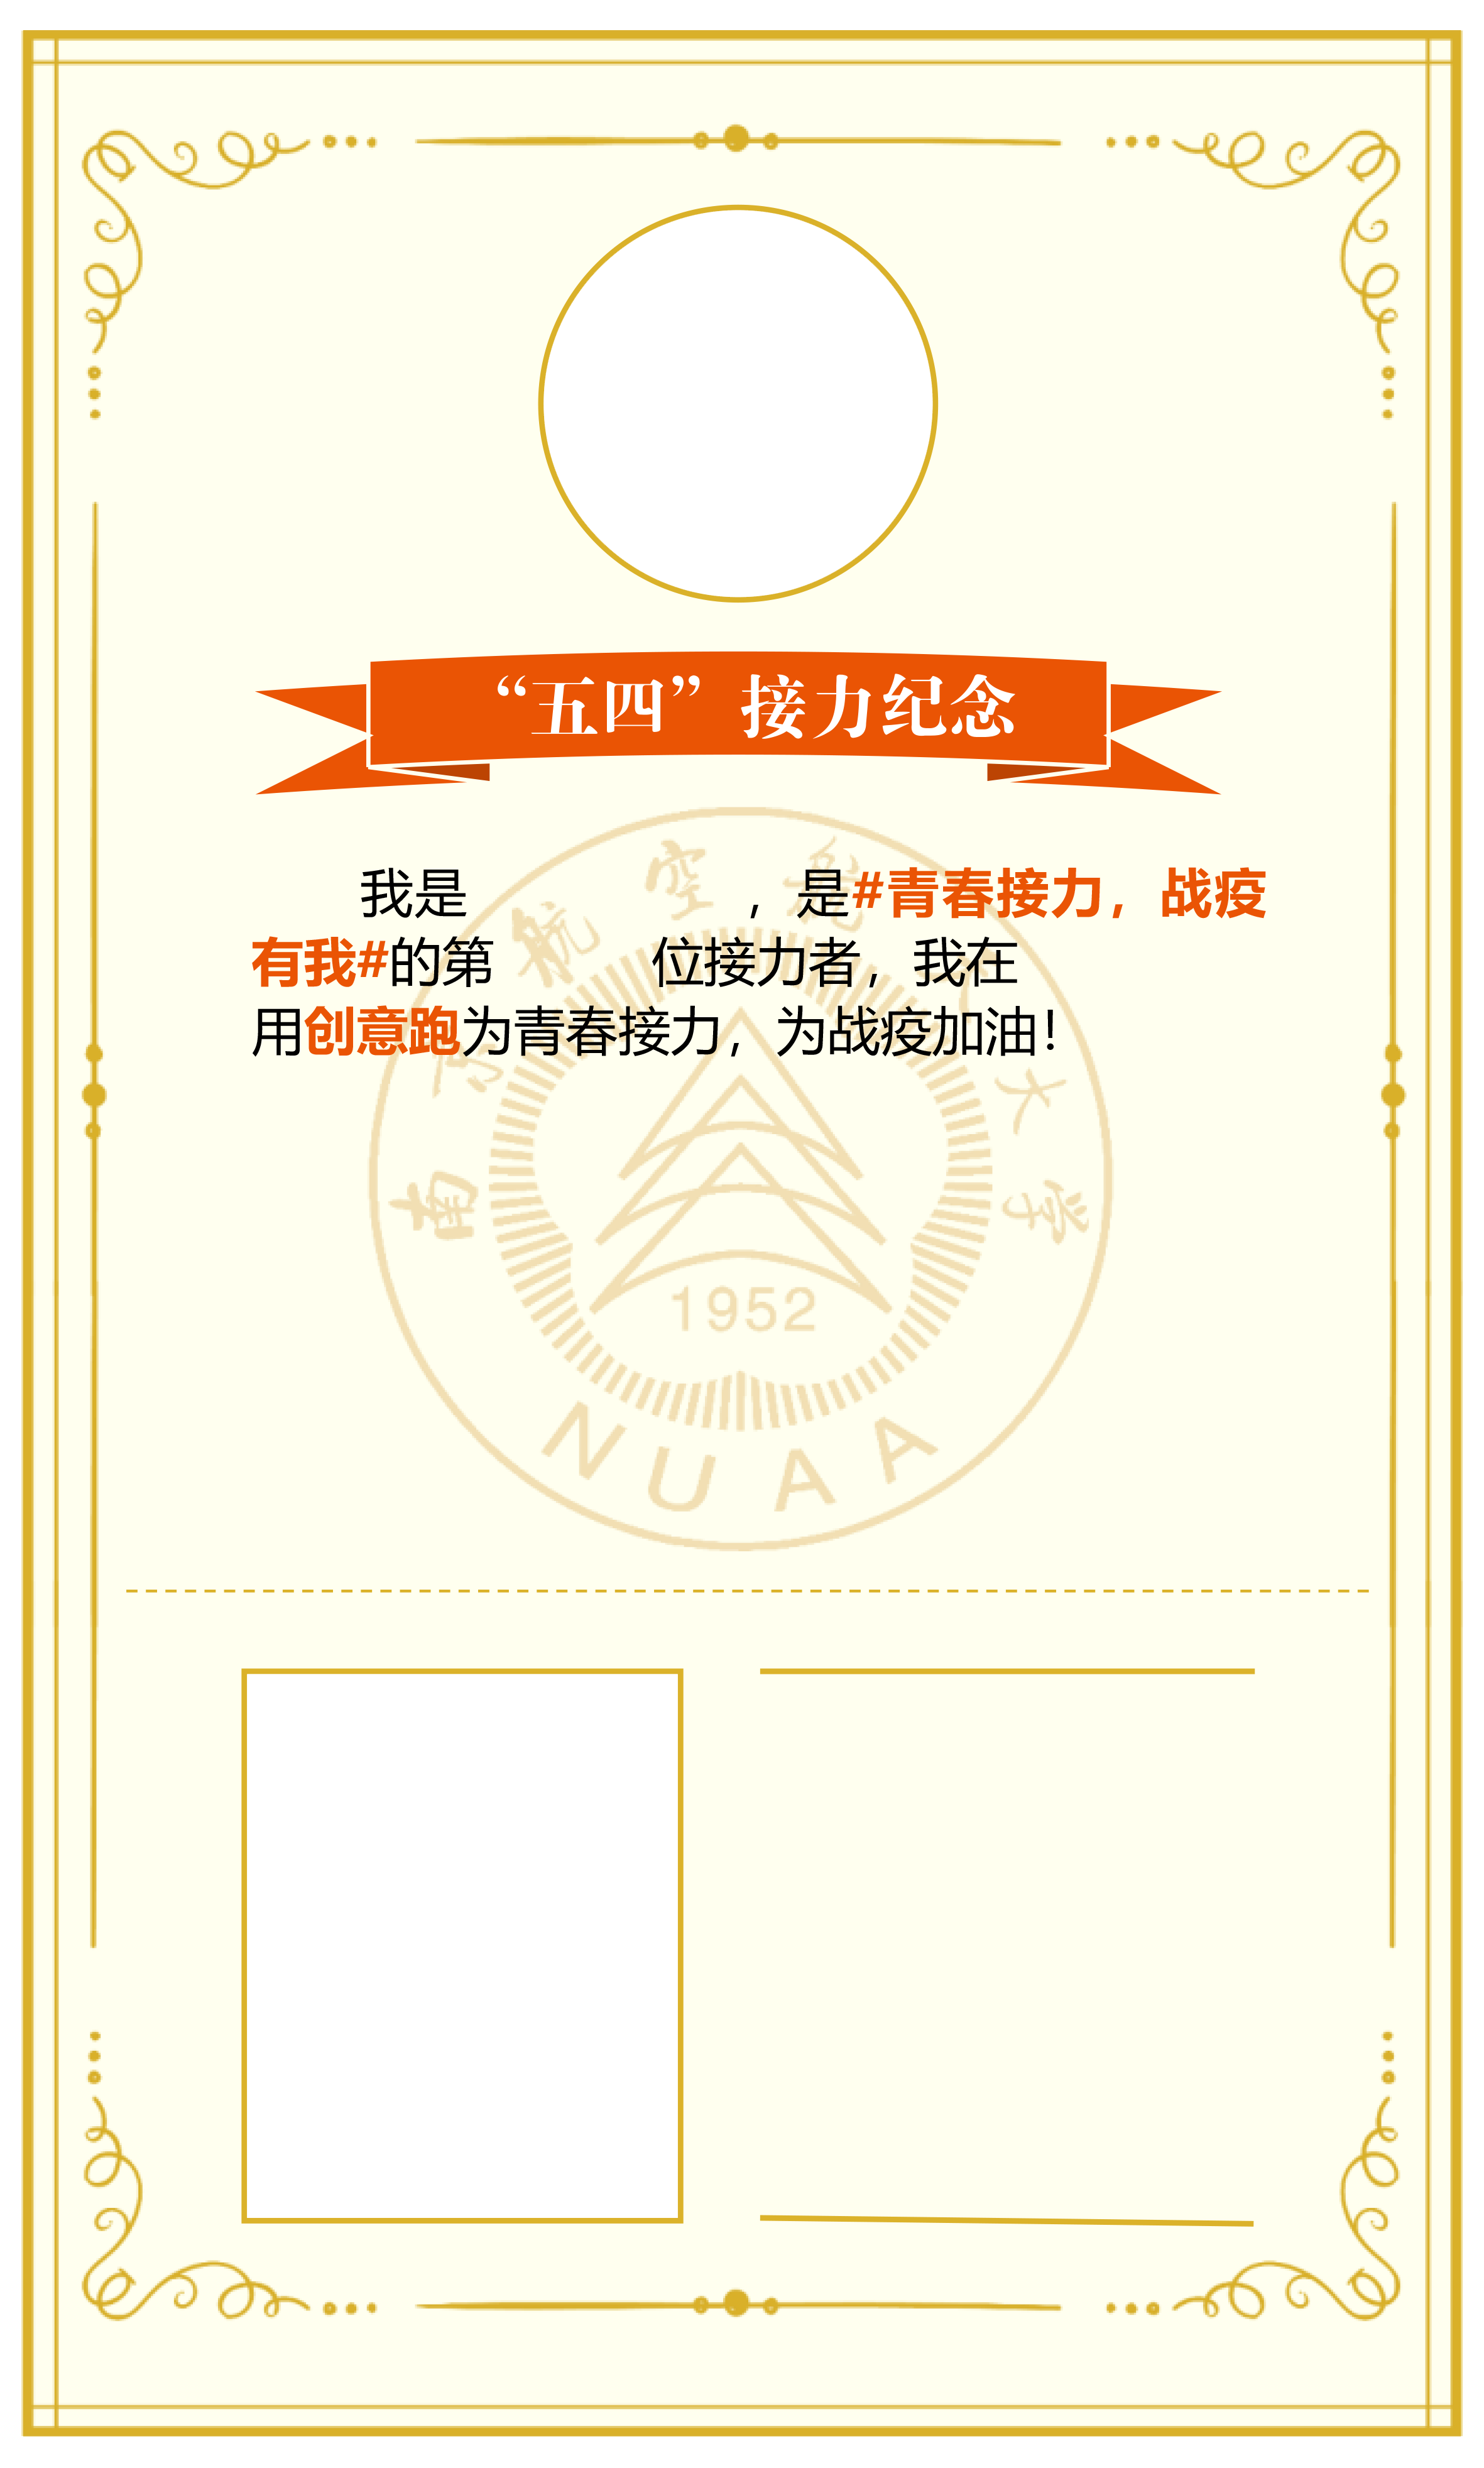 “五四”接力纪念
我是 ，是#青春接力，战疫
有我#的第 位接力者，我在
用创意跑为青春接力，为战疫加油！
南京航空航天大学
1952
NUAA